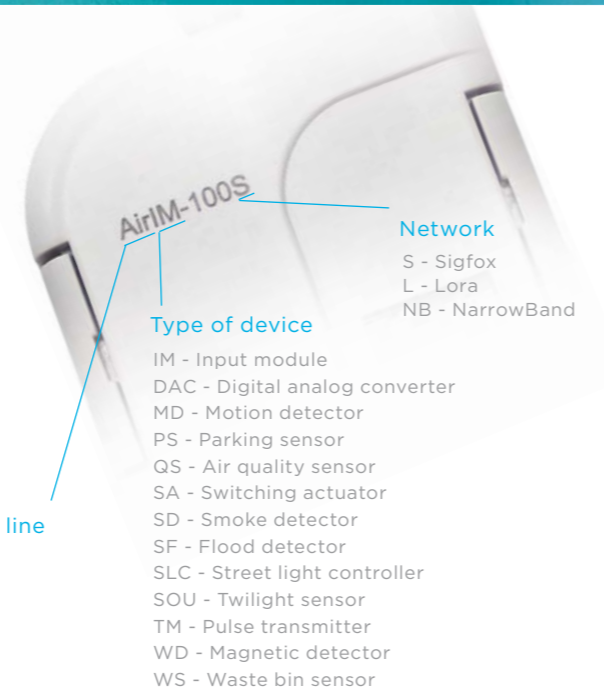 AirIM-100S
Network
S - Sigfox
L - Lora
NB - NarrowBand
Type of device
IM - Input module
DAC - Digital analog converter
MD - Motion detector
PS - Parking sensor
QS - Air quality sensor
SA - Switching actuator
line
SD - Smoke detector
SF - Flood detector
SLC - Street light controller
SOU - Twilight sensor
TM - Pulse transmitter
WD - Magnetic detector
WS - Waste bin sensor